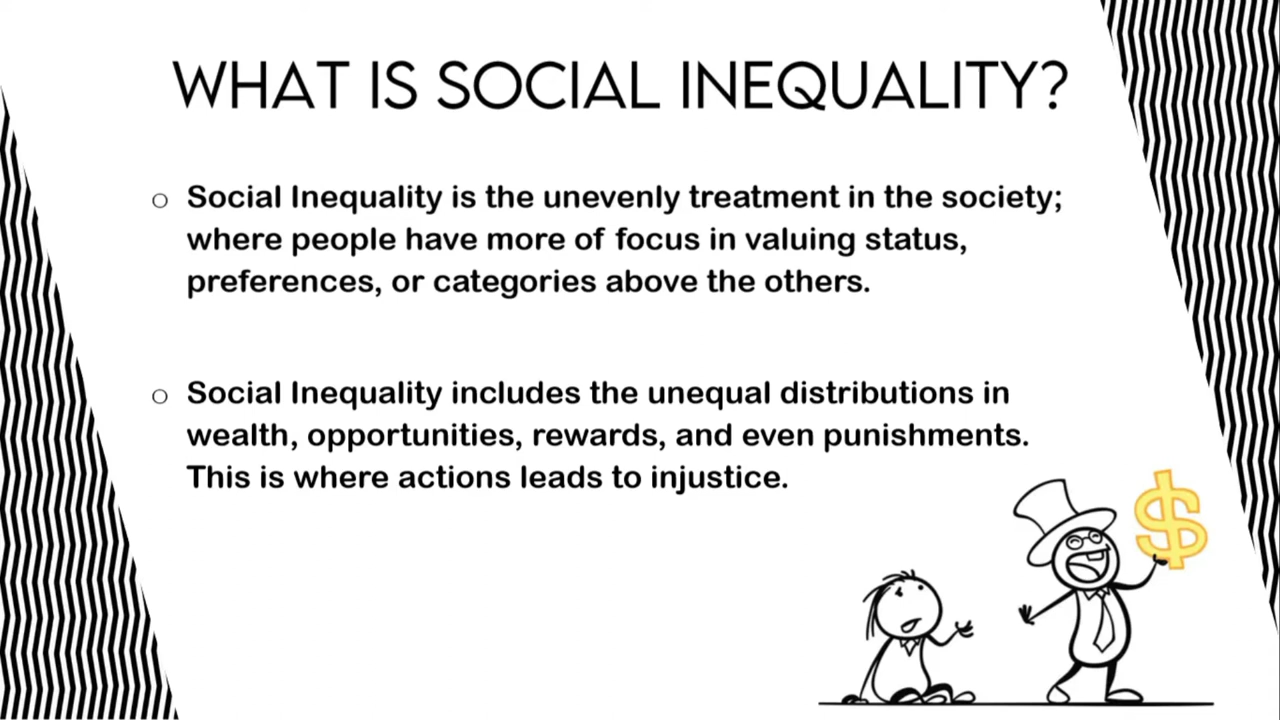 WHAT IS SOCIAL INEQUALITY?
Social Inequality is the unevenly treatment in the society;
where people have more of focus in valuing status,
preferences, or categories above the others.
Social Inequality includes the unequal distributions in
wealth, opportunities, rewards, and even punishments.
This is where actions leads to injustice.
$